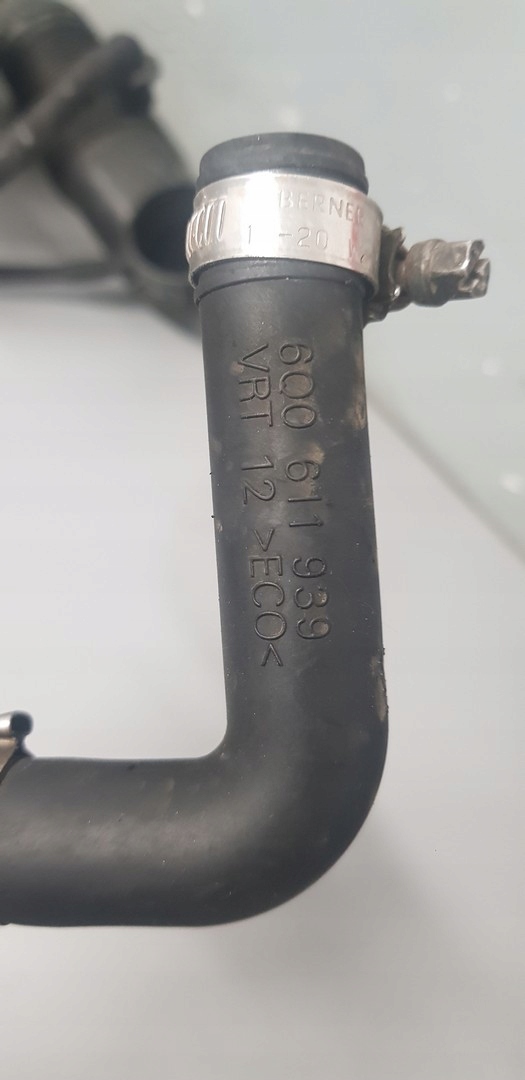 BERNER
1 -20
6Q0 611 939
VRT 12 >ECO<